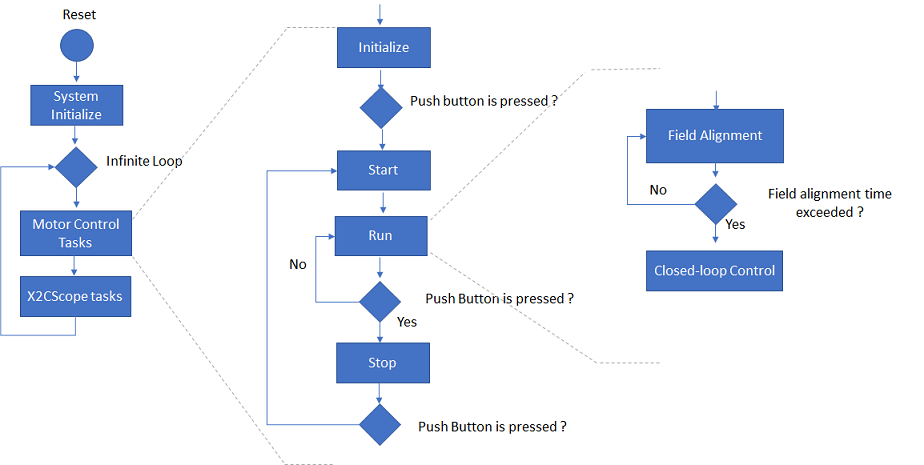 Reset
System
Initialize
Infinite Loop
Motor Control
Tasks
X2CScope tasks
Initialize
Push button is pressed ?
Start
Run
No
Push Button is pressed ?
Yes
Stop
Push Button is pressed ?
Field Alignment
No
Field alignment time
exceeded ?
Yes
Closed-loop Control